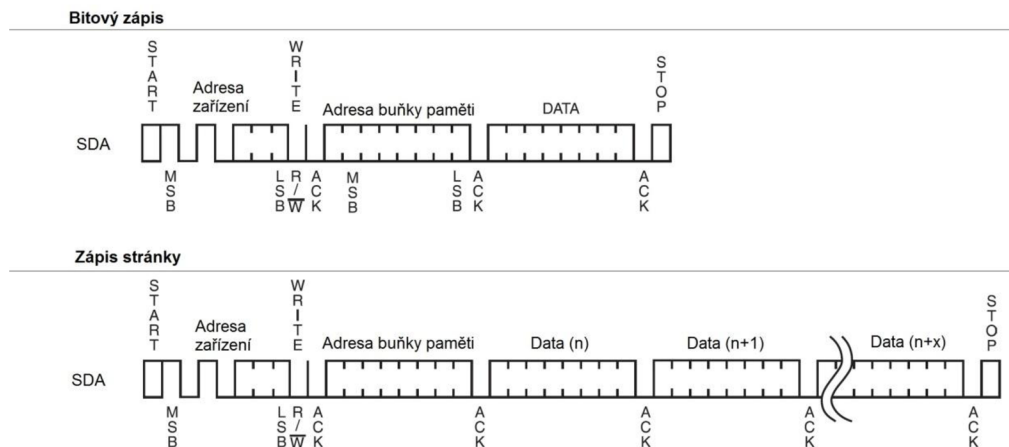 Bitový zápis
START
Adresa
zařízení
WRITE
Adresa buňky paměti
DATA
STOP
SDA
MSB
LSB
R/W
ACK
MSB
LSB
ACK
ACK
Zápis stránky
START
Adresa
zařízení
WRITE
Adresa buňky paměti
Data (n)
Data (n+1)
Data (n+x)
STOP
SDA
MSB
LSB
R/W
ACK
ACK
ACK
ACK
ACK